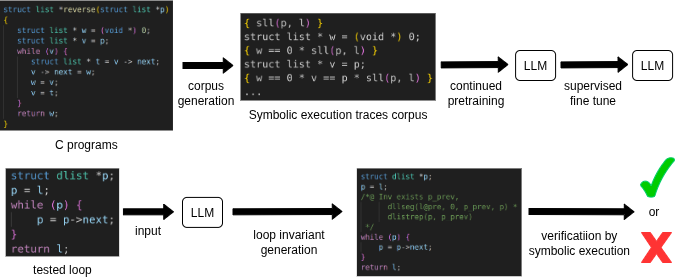 struct list *reverse(struct list *p)
{
struct list * w = (void *) 0;
struct list * v = p;
while (v) {
struct list * t = v -> next;
v -> next = w;
w = v;
v = t;
}
return w;
}
C programs
corpus
generation
{ sll(p, l) }
struct list * w = (void *) 0;
{ w == 0 * sll(p, l) }
struct list * v = p;
{ w == 0 * v == p * sll(p, l) }
...
Symbolic execution traces corpus
continued
pretraining
LLM
supervised
fine tune
LLM
struct dlist *p;
p = l;
while (p) {
p = p->next;
}
return l;
tested loop
input
LLM
loop invariant
generation
struct dlist *p;
p = l;
/*@ Inv exists p_prev,
dllseg(l@pre, 0, p_prev, p) *
dlistrep(p, p_prev)
*/
while (p) {
p = p->next;
}
return l;
verificatiion by
symbolic execution
or